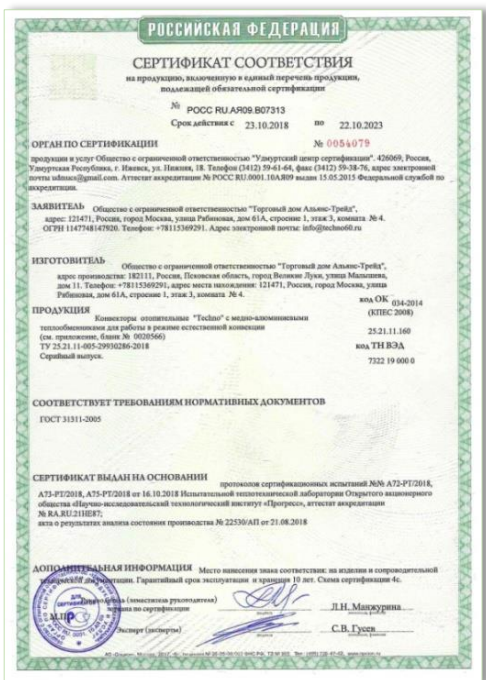 РОССИЙСКАЯ ФЕДЕРАЦИЯ
СЕРТИФИКАТ СООТВЕТСТВИЯ
на продукцию, включенную в единый перечень продукции,
подлежащей обязательной сертификации
№ РОСС RU.АЯ09.В07313
Срок действия с 23.10.2018 по 22.10.2023
ОРГАН ПО СЕРТИФИКАЦИИ № 0054079
продукции и услуг Общество с ограниченной ответственностью "Удмуртский центр сертификации". 426069, Россия,
Удмуртская Республика, г. Ижевск, ул. Нижняя, 18. Телефон (3412) 59-61-64, факс (3412) 59-38-76, адрес электронной
почты udmucs@gmail.com. Аттестат аккредитации № РОСС RU.0001.10АЯ09 выдан 15.05.2015 Федеральной службой по
аккредитации.
ЗАЯВИТЕЛЬ Общество с ограниченной ответственностью "Торговый дом Альянс-Трейд",
адрес: 121471, Россия, город Москва, улица Рябиновая, дом 61А, строение 1, этаж 3, комната № 4.
ОГРН 1147748147920. Телефон: +78115369291. Адрес электронной почты: info@techno60.ru
ИЗГОТОВИТЕЛЬ Общество с ограниченной ответственностью "Торговый дом Альянс-Трейд",
адрес производства: 182111, Россия, Псковская область, город Великие Луки, улица Малышева,
дом 11. Телефон: +78115369291, адрес места нахождения: 121471, Россия, город Москва, улица
Рябиновая, дом 61А, строение 1, этаж 3, комната № 4.
код ОК 034-2014
ПРОДУКЦИЯ (КПЕС 2008)
Конвекторы отопительные "Techno" с медно-алюминиевыми
теплообменниками для работы в режиме естественной конвекции 25.21.11.160
(см. приложение, бланк № 0020566)
ТУ 25.21.11-005-29930286-2018 код ТН ВЭД
Серийный выпуск.
7322 19 000 0
СООТВЕТСТВУЕТ ТРЕБОВАНИЯМ НОРМАТИВНЫХ ДОКУМЕНТОВ
ГОСТ 31311-2005
СЕРТИФИКАТ ВЫДАН НА ОСНОВАНИИ протоколов сертификационных испытаний №№ А72-РТ/2018,
А73-РТ/2018, А75-РТ/2018 от 16.10.2018 Испытательной теплотехнической лаборатории Открытого акционерного
общества «Научно-исследовательский технологический институт «Прогресс», аттестат аккредитации
№ RA.RU.21НЕ87;
акта о результатах анализа состояния производства № 22530/АП от 21.08.2018
ДОПОЛНИТЕЛЬНАЯ ИНФОРМАЦИЯ Место нанесения знака соответствия: на изделии и сопроводительной
технической документации. Гарантийный срок эксплуатации и хранения 10 лет. Схема сертификации 4с.
(заместитель руководителя)
органа по сертификации Л.Н. Манжурина
М.П.
Эксперт (эксперты) С.В. Гусев
ДЛЯ СЕРТИФИКАТОВ